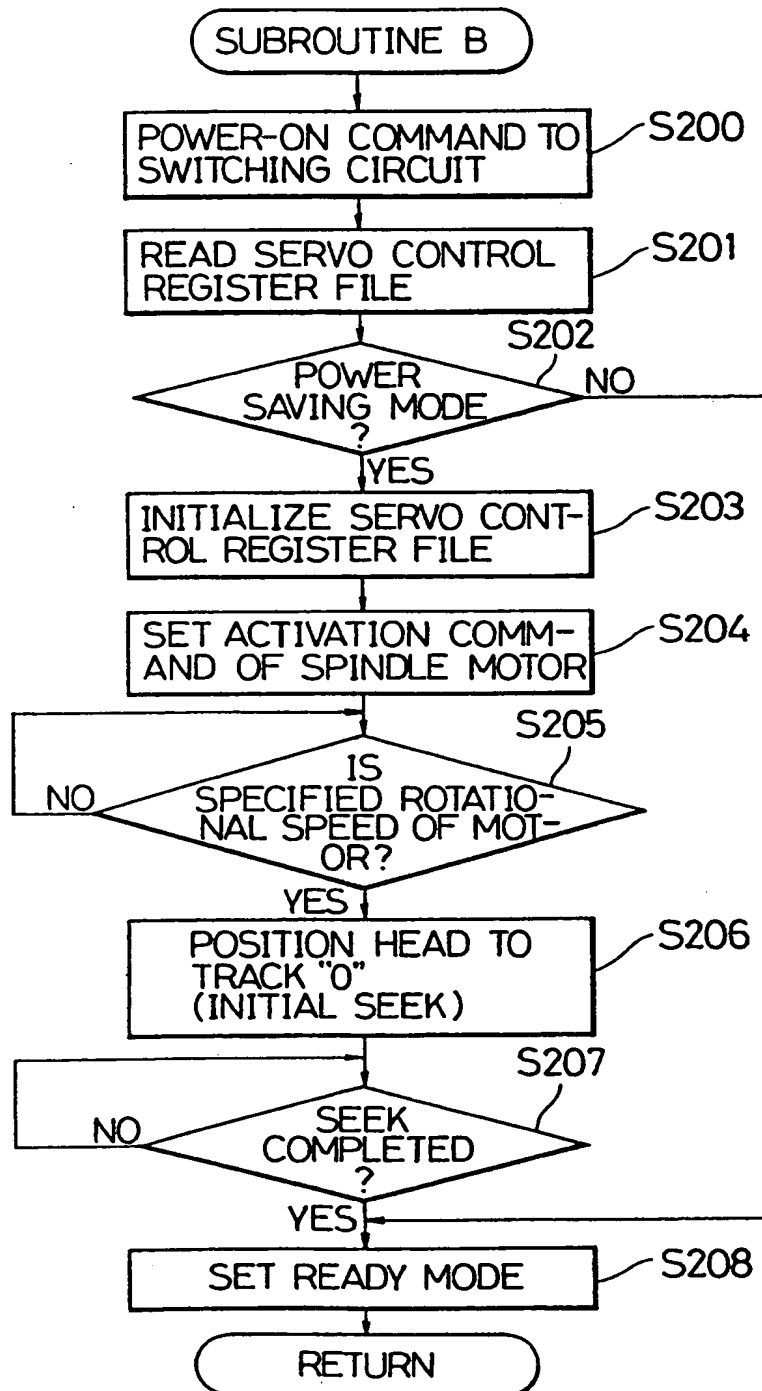 SUBROUTINE B
POWER-ON COMMAND TO
SWITCHING CIRCUIT
S200
READ SERVO CONTROL
REGISTER FILE
S201
S202
POWER
SAVING MODE
?
NO
YES
INITIALIZE SERVO CONT-
ROL REGISTER FILE
S203
SET ACTIVATION COMM-
AND OF SPINDLE MOTOR
S204
S205
IS
SPECIFIED ROTATIO-
NAL SPEED OF MOT-
OR?
NO
YES
POSITION HEAD TO
TRACK "0"
(INITIAL SEEK)
S206
S207
SEEK
COMPLETED
?
NO
YES
SET READY MODE
S208
RETURN